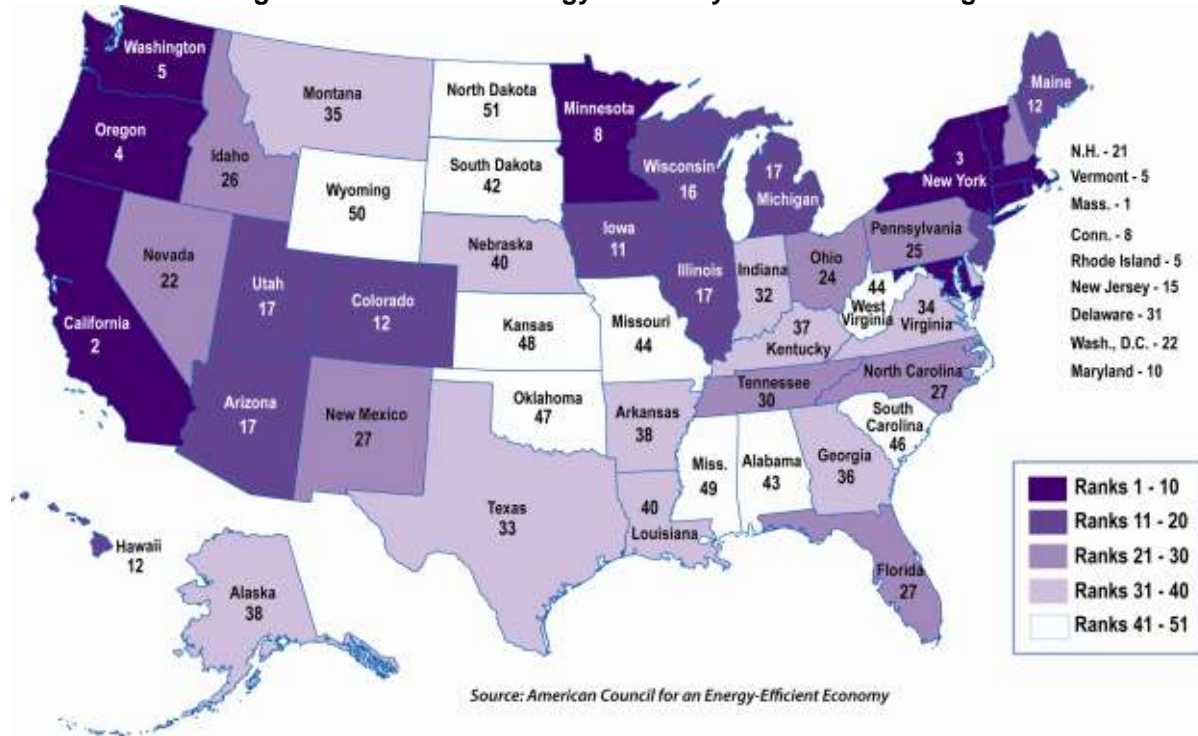 Washington
5
Oregon
4
California
2
Idaho
26
Nevada
22
Montana
35
Wyoming
50
Utah
17
Colorado
12
Arizona
17
New Mexico
27
North Dakota
51
South Dakota
42
Nebraska
40
Kansas
48
Oklahoma
47
Texas
33
Minnesota
8
Iowa
11
Missouri
44
Arkansas
38
40
Louisiana
Wisconsin
16
Illinois
17
17
Michigan
Indiana
32
Ohio
24
37
Kentucky
Tennessee
30
Miss.
49
Alabama
43
Georgia
36
Florida
27
South
Carolina
46
North Carolina
27
34
Virginia
44
West
Virginia
Pennsylvania
25
3
New York
Maine
12
Hawaii
12
Alaska
38
N.H. - 21
Vermont - 5
Mass. - 1
Conn. - 8
Rhode Island - 5
New Jersey - 15
Delaware - 31
Wash., D.C. - 22
Maryland - 10
Ranks 1 - 10
Ranks 11 - 20
Ranks 21 - 30
Ranks 31 - 40
Ranks 41 - 51
Source: American Council for an Energy-Efficient Economy